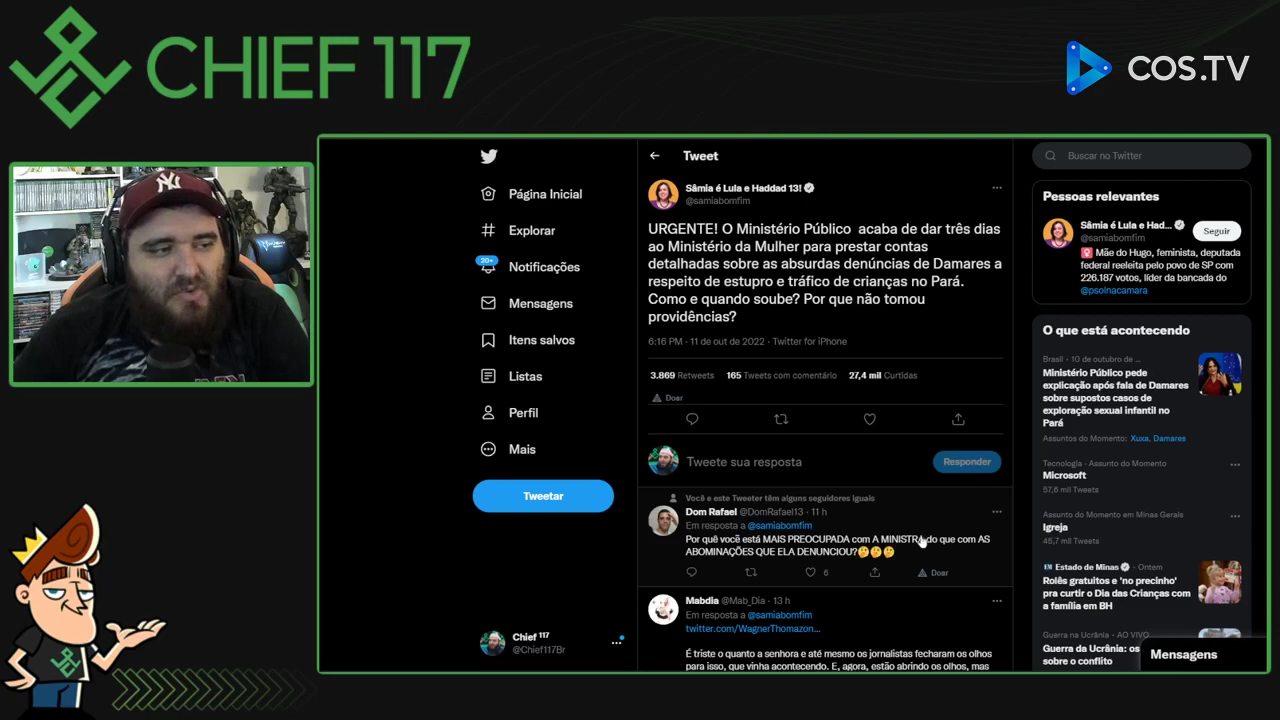 CHIEF 117
COS.TV
Página Inicial
Explorar
20+
Notificações
Mensagens
Itens salvos
Listas
Perfil
Mais
Tweetar
Chief 117
@Chief117Br
Tweet
Sâmia é Lula e Haddad 13!
@samiabomfim
URGENTE! O Ministério Público acaba de dar três dias
ao Ministério da Mulher para prestar contas
detalhadas sobre as absurdas denúncias de Damares a
respeito de estupro e tráfico de crianças no Pará.
Como e quando soube? Por que não tomou
providências?
6:16 PM · 11 de out de 2022 · Twitter for iPhone
3.869 Retweets 165 Tweets com comentário 27,4 mil Curtidas
Doar
Tweete sua resposta
Responder
Você e este Tweeter têm alguns seguidores iguais
Dom Rafael @DomRafael13 · 11 h
Em resposta a @samiabomfim
Por quê você está MAIS PREOCUPADA com A MINISTRA do que com AS
ABOMINAÇÕES QUE ELA DENUNCIOU?🤔🤔🤔
6
Doar
Mabdia @Mab_Dia · 13 h
Em resposta a @samiabomfim
twitter.com/WagnerThomazon...
É triste o quanto a senhora e até mesmo os jornalistas fecharam os olhos
para isso, que vinha acontecendo. E, agora, estão abrindo os olhos, mas
Buscar no Twitter
Pessoas relevantes
Sâmia é Lula e Had...
@samiabomfim
Seguir
Mãe do Hugo, feminista, deputada
federal reeleita pelo povo de SP com
226.187 votos, líder da bancada do
@psolnacamara
O que está acontecendo
Brasil · 10 de outubro de ...
Ministério Público pede
explicação após fala de Damares
sobre supostos casos de
exploração sexual infantil no
Pará
Assuntos do Momento: Xuxa, Damares
Tecnologia · Assunto do Momento
Microsoft
57,6 mil Tweets
Assunto do Momento em Minas Gerais
Igreja
45,7 mil Tweets
Estado de Minas · Ontem
Rolês gratuitos e 'no precinho'
pra curtir o Dia das Crianças com
a família em BH
Guerra na Ucrânia · AO VIVO
Guerra da Ucrânia: os
sobre o conflito
Mensagens